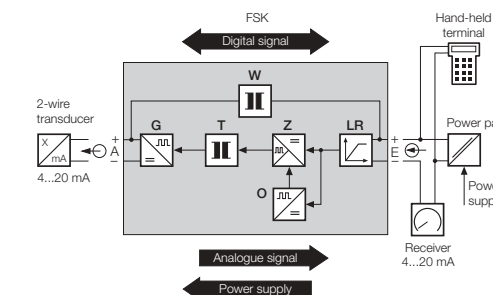 FSK
Digital signal
Hand-held
terminal
W
2-wire
transducer
G
T
Z
LR
Power pa
X
mA
+
A
–
+
E
–
4...20 mA
O
Power
supp
Receiver
4...20 mA
Analogue signal
Power supply